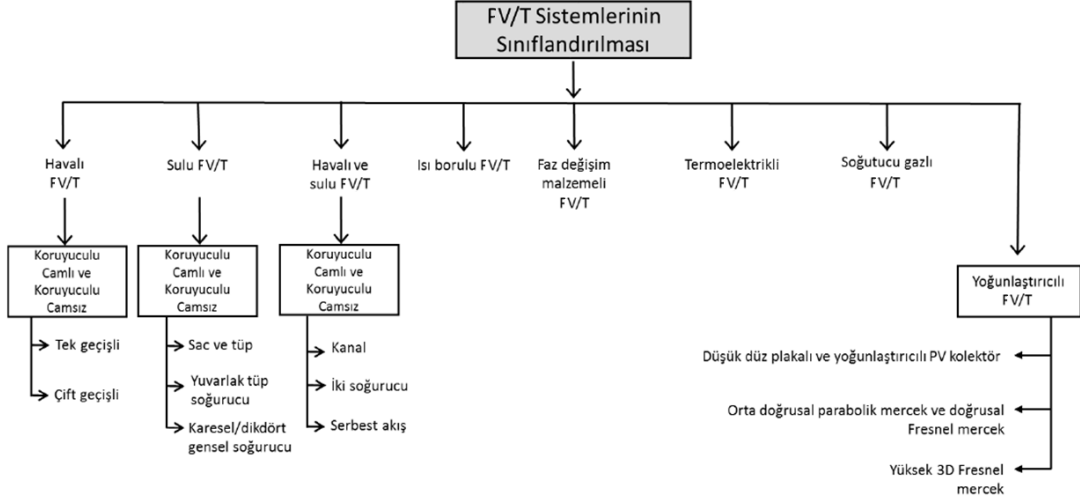 FV/T Sistemlerinin
Sınıflandırılması
Havalı
FV/T
Sulu FV/T
Havalı ve
sulu FV/T
Isı borulu FV/T
Faz değişim
malzemeli
FV/T
Termoelektrikli
FV/T
Soğutucu gazlı
FV/T
Koruyuculu
Camlı ve
Koruyuculu
Camsız
Tek geçişli
Çift geçişli
Koruyuculu
Camlı ve
Koruyuculu
Camsız
Sac ve tüp
Yuvarlak tüp
soğurucu
Karesel/dikdört
gensel soğurucu
Koruyuculu
Camlı ve
Koruyuculu
Camsız
Kanal
İki soğurucu
Serbest akış
Yoğunlaştırıcılı
FV/T
Düşük düz plakalı ve yoğunlaştırıcılı PV kolektör
Orta doğrusal parabolik mercek ve doğrusal
Fresnel mercek
Yüksek 3D Fresnel
mercek